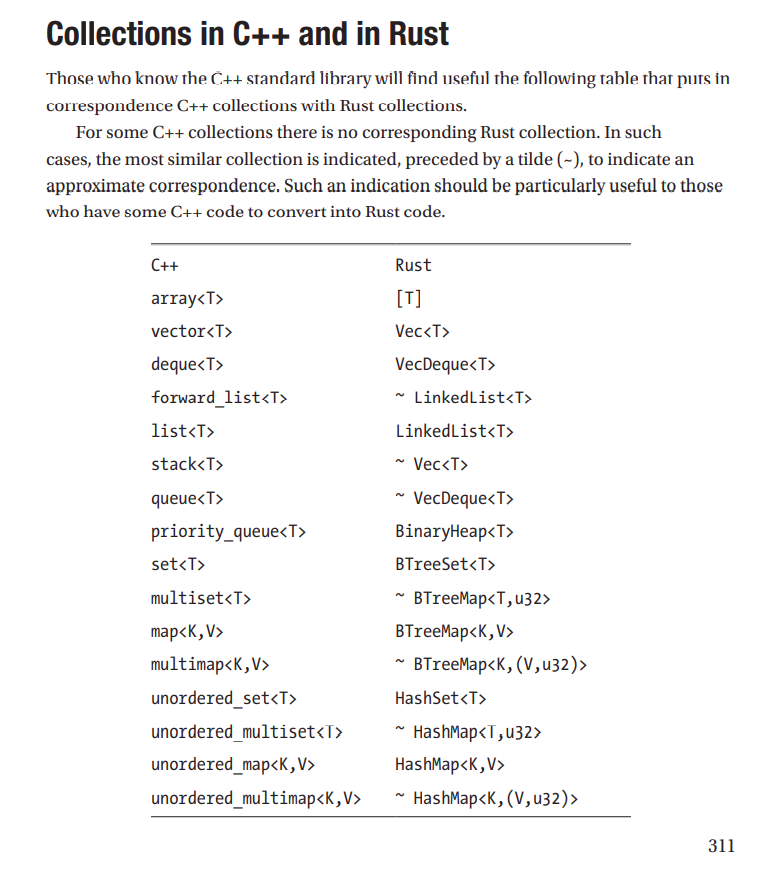 Collections in C++ and in Rust
Those who know the C++ standard library will find useful the following table that puts in
correspondence C++ collections with Rust collections.
For some C++ collections there is no corresponding Rust collection. In such
cases, the most similar collection is indicated, preceded by a tilde (~), to indicate an
approximate correspondence. Such an indication should be particularly useful to those
who have some C++ code to convert into Rust code.
C++ Rust
array<T> [T]
vector<T> Vec<T>
deque<T> VecDeque<T>
forward_list<T> ~ LinkedList<T>
list<T> LinkedList<T>
stack<T> ~ Vec<T>
queue<T> ~ VecDeque<T>
priority_queue<T> BinaryHeap<T>
set<T> BTreeSet<T>
multiset<T> ~ BTreeMap<T,u32>
map<K,V> BTreeMap<K,V>
multimap<K,V> ~ BTreeMap<K,(V,u32)>
unordered_set<T> HashSet<T>
unordered_multiset<T> ~ HashMap<T,u32>
unordered_map<K,V> HashMap<K,V>
unordered_multimap<K,V> ~ HashMap<K,(V,u32)>
311